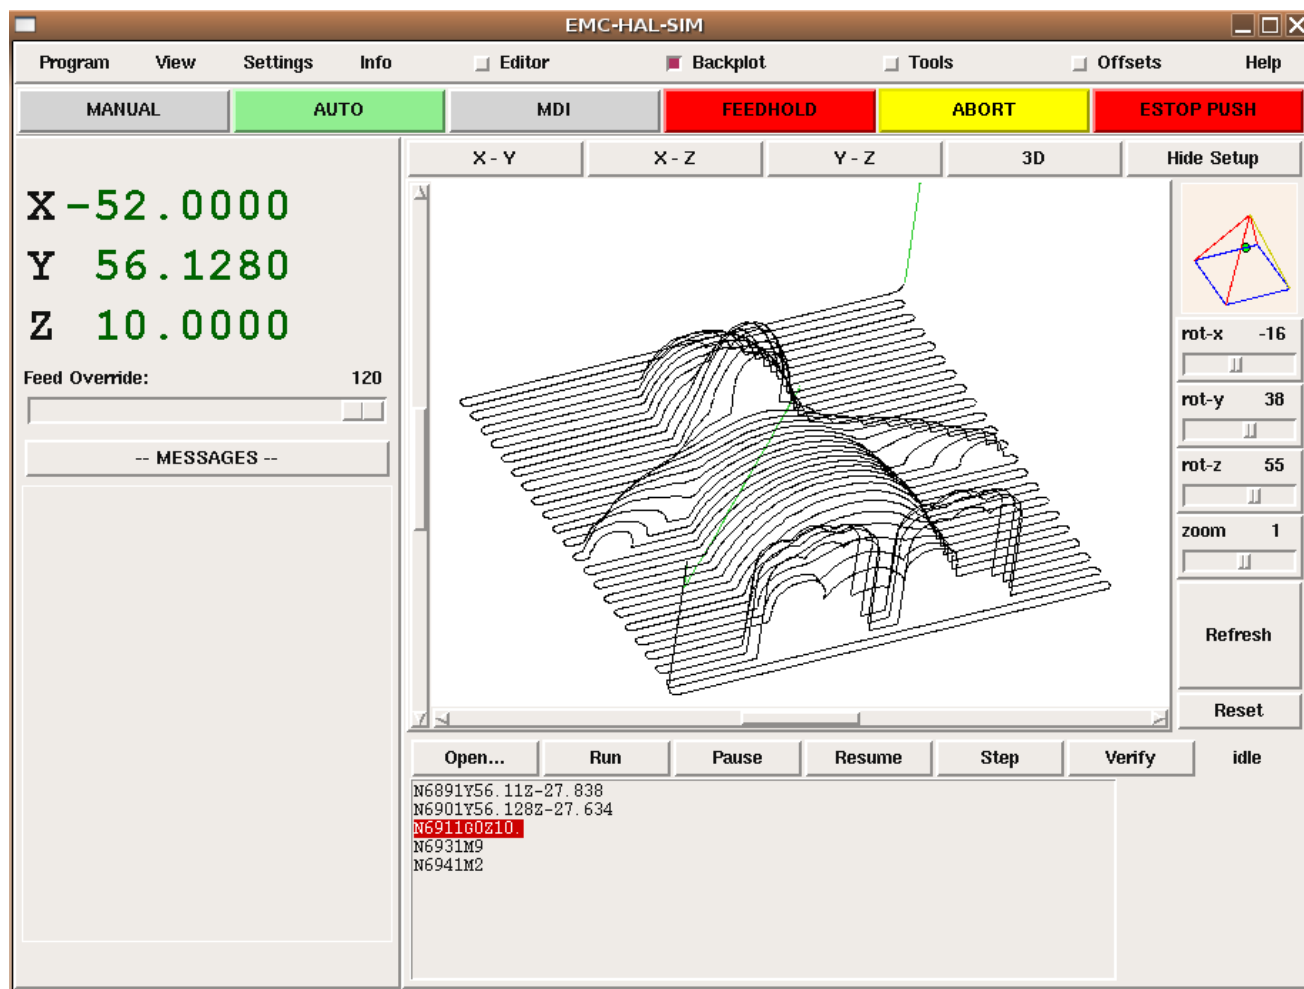 EMC-HAL-SIM
Program View Settings Info Editor Backplot Tools Offsets Help
MANUAL AUTO MDI FEEDHOLD ABORT ESTOP PUSH
X - Y X - Z Y - Z 3D Hide Setup
X -52.0000
Y 56.1280
Z 10.0000
Feed Override: 120
-- MESSAGES --
rot-x -16
rot-y 38
rot-z 55
zoom 1
Refresh
Reset
Open... Run Pause Resume Step Verify idle
N6891Y56.11Z-27.838
N6901Y56.128Z-27.634
N6911G0Z10.
N6931M9
N6941M2